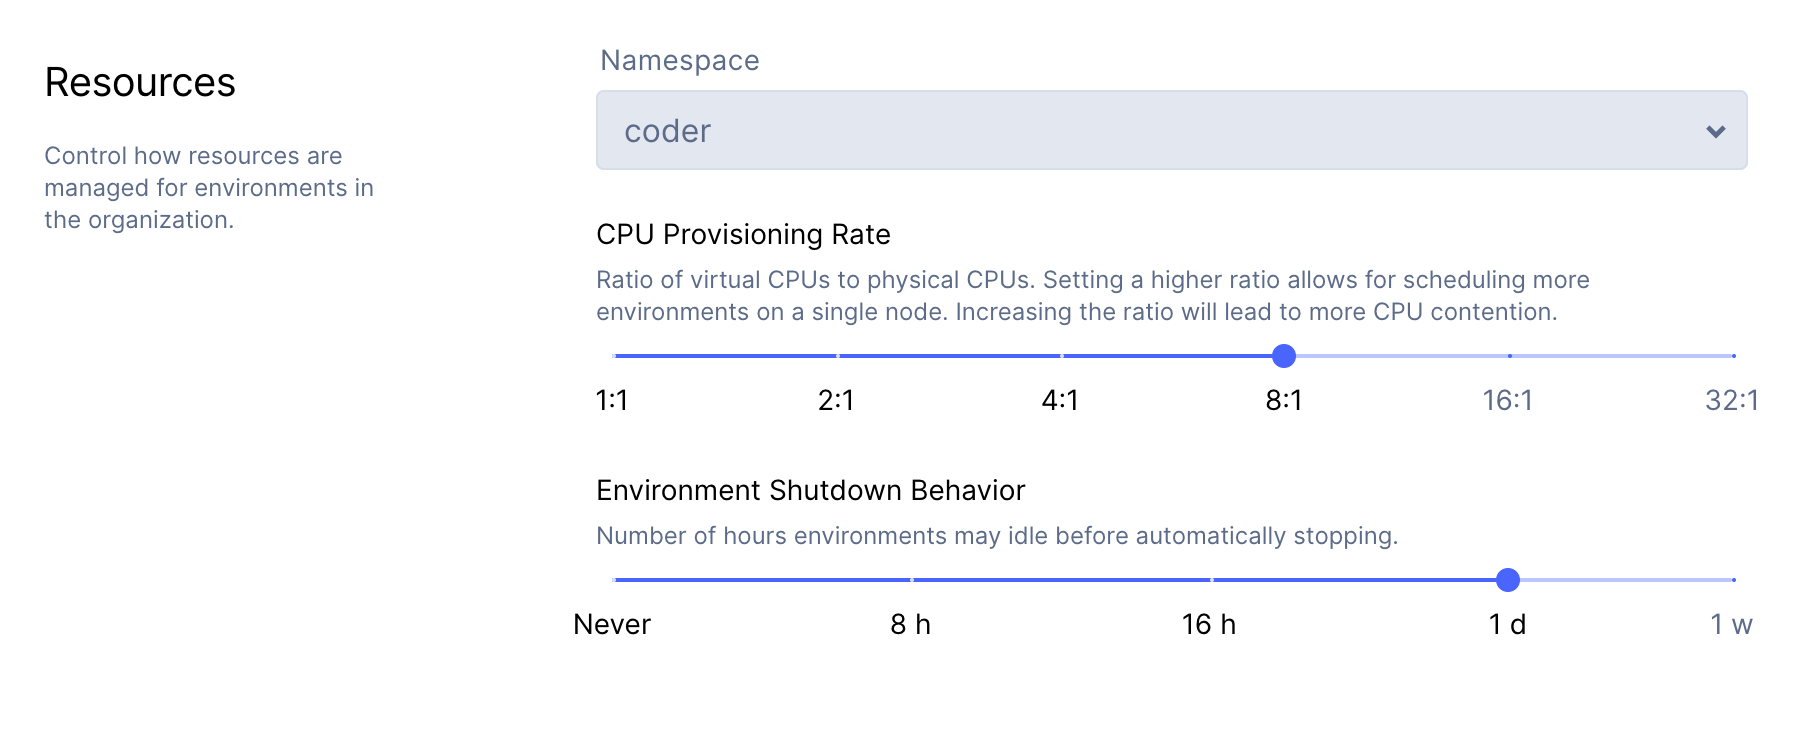 Resources
Control how resources are
managed for environments in
the organization.
Namespace
coder
CPU Provisioning Rate
Ratio of virtual CPUs to physical CPUs. Setting a higher ratio allows for scheduling more
environments on a single node. Increasing the ratio will lead to more CPU contention.
1:1 2:1 4:1 8:1 16:1 32:1
Environment Shutdown Behavior
Number of hours environments may idle before automatically stopping.
Never 8 h 16 h 1 d 1 w